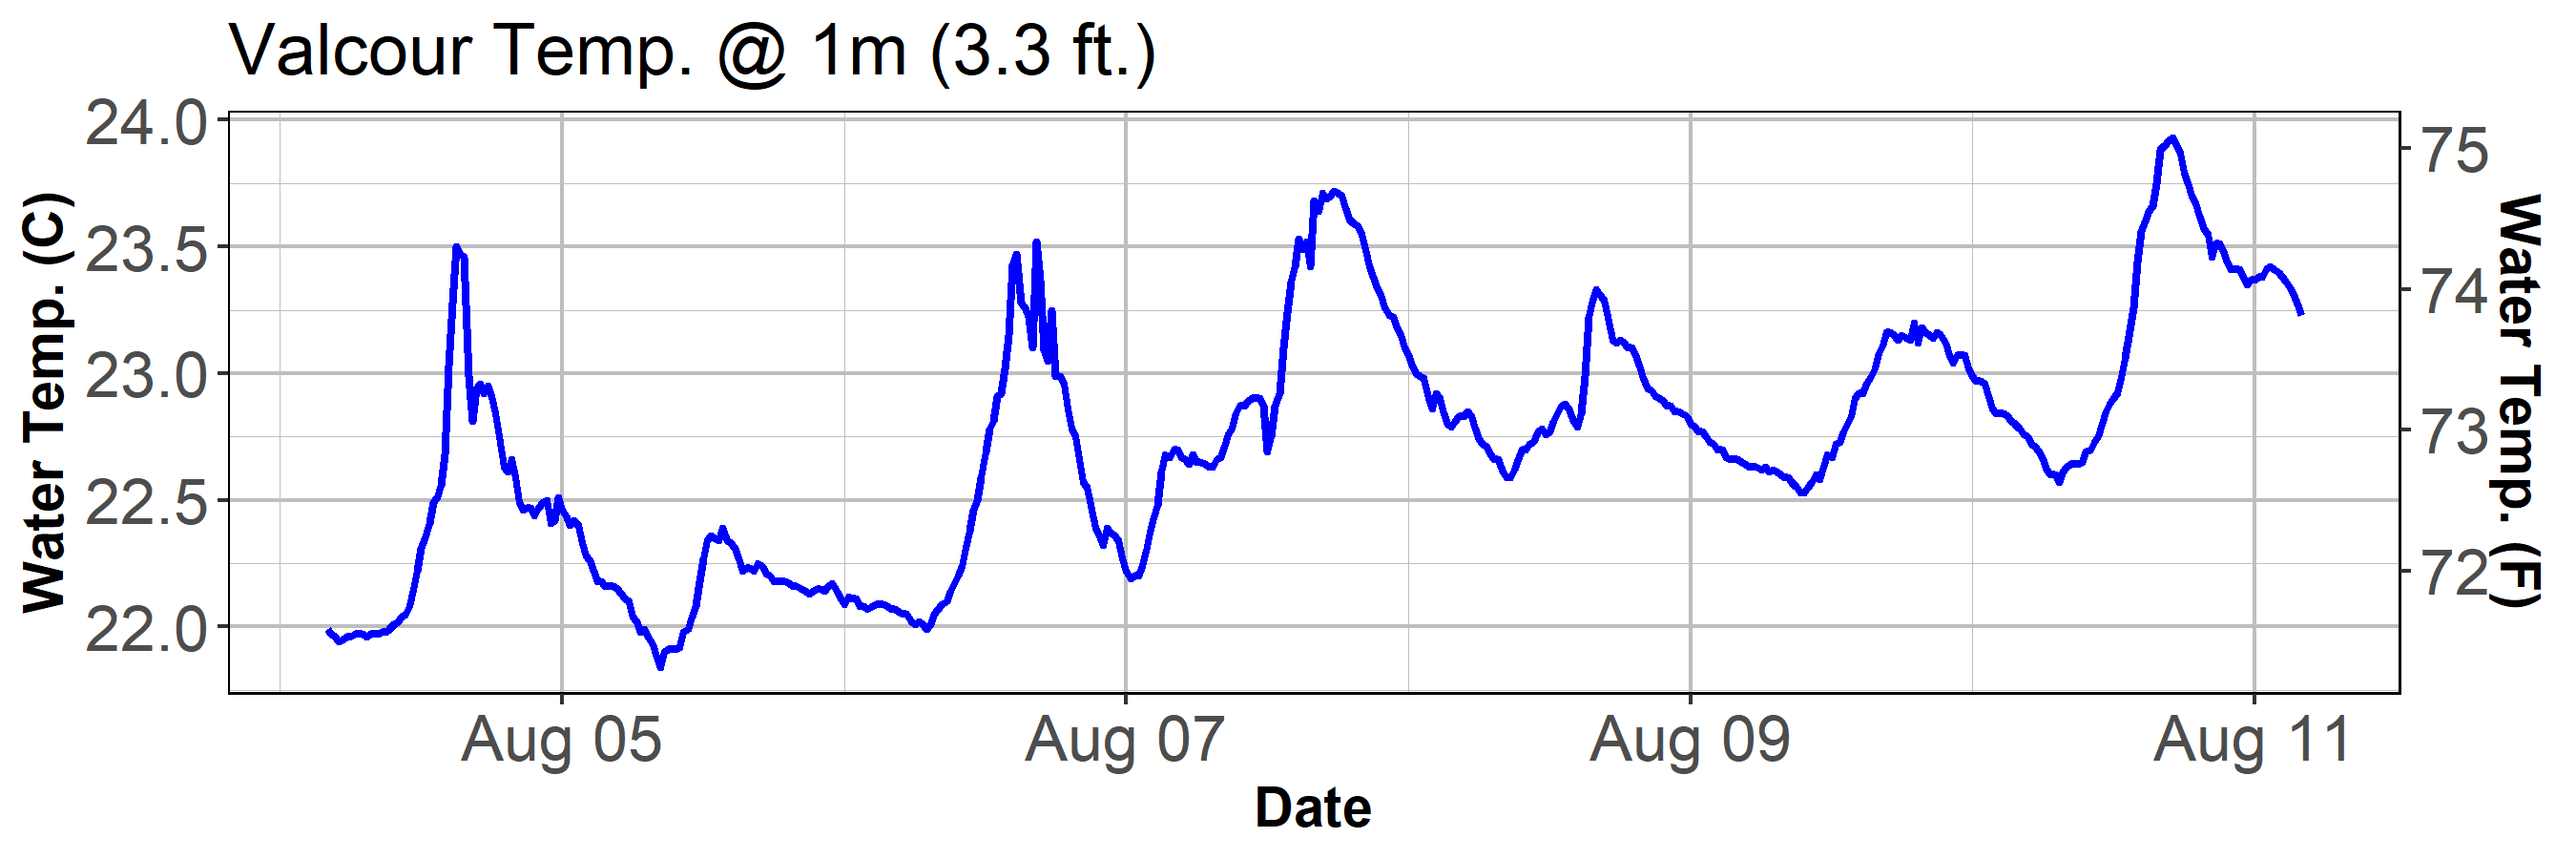 Valcour Temp. @ 1m (3.3 ft.)
Water Temp. (C)
24.0
23.5
23.0
22.5
22.0
75
74
73
72
Water Temp. (F)
Aug 05 Aug 07 Aug 09 Aug 11
Date